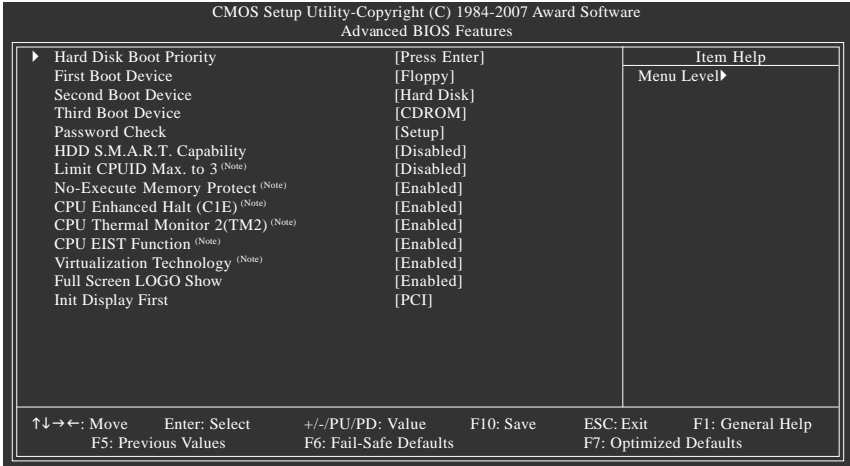 CMOS Setup Utility-Copyright (C) 1984-2007 Award Software
Advanced BIOS Features
Hard Disk Boot Priority [Press Enter]
First Boot Device [Floppy]
Second Boot Device [Hard Disk]
Third Boot Device [CDROM]
Password Check [Setup]
HDD S.M.A.R.T. Capability [Disabled]
Limit CPUID Max. to 3 (Note) [Disabled]
No-Execute Memory Protect (Note) [Enabled]
CPU Enhanced Halt (C1E) (Note) [Enabled]
CPU Thermal Monitor 2(TM2) (Note) [Enabled]
CPU EIST Function (Note) [Enabled]
Virtualization Technology (Note) [Enabled]
Full Screen LOGO Show [Enabled]
Init Display First [PCI]
Item Help
Menu Level▶
↑↓→←: Move Enter: Select +/-/PU/PD: Value F10: Save ESC: Exit F1: General Help
F5: Previous Values F6: Fail-Safe Defaults F7: Optimized Defaults